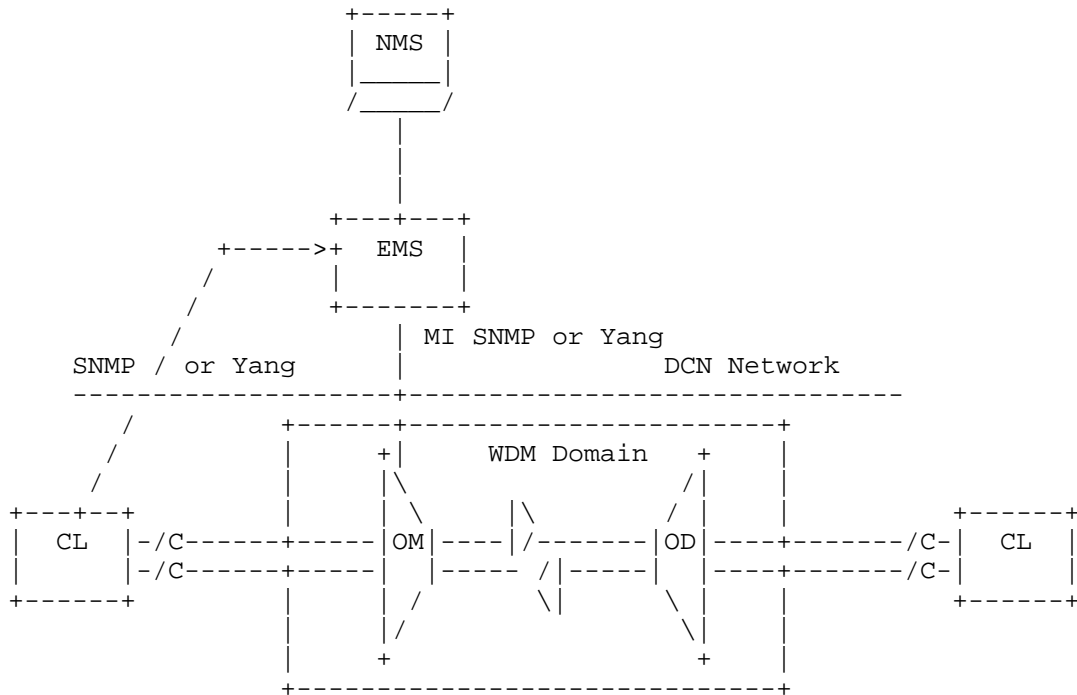 NMS
EMS
MI SNMP or Yang
SNMP / or Yang DCN Network
WDM Domain
CL -/C- OM OD /C- CL
-/C- /C-